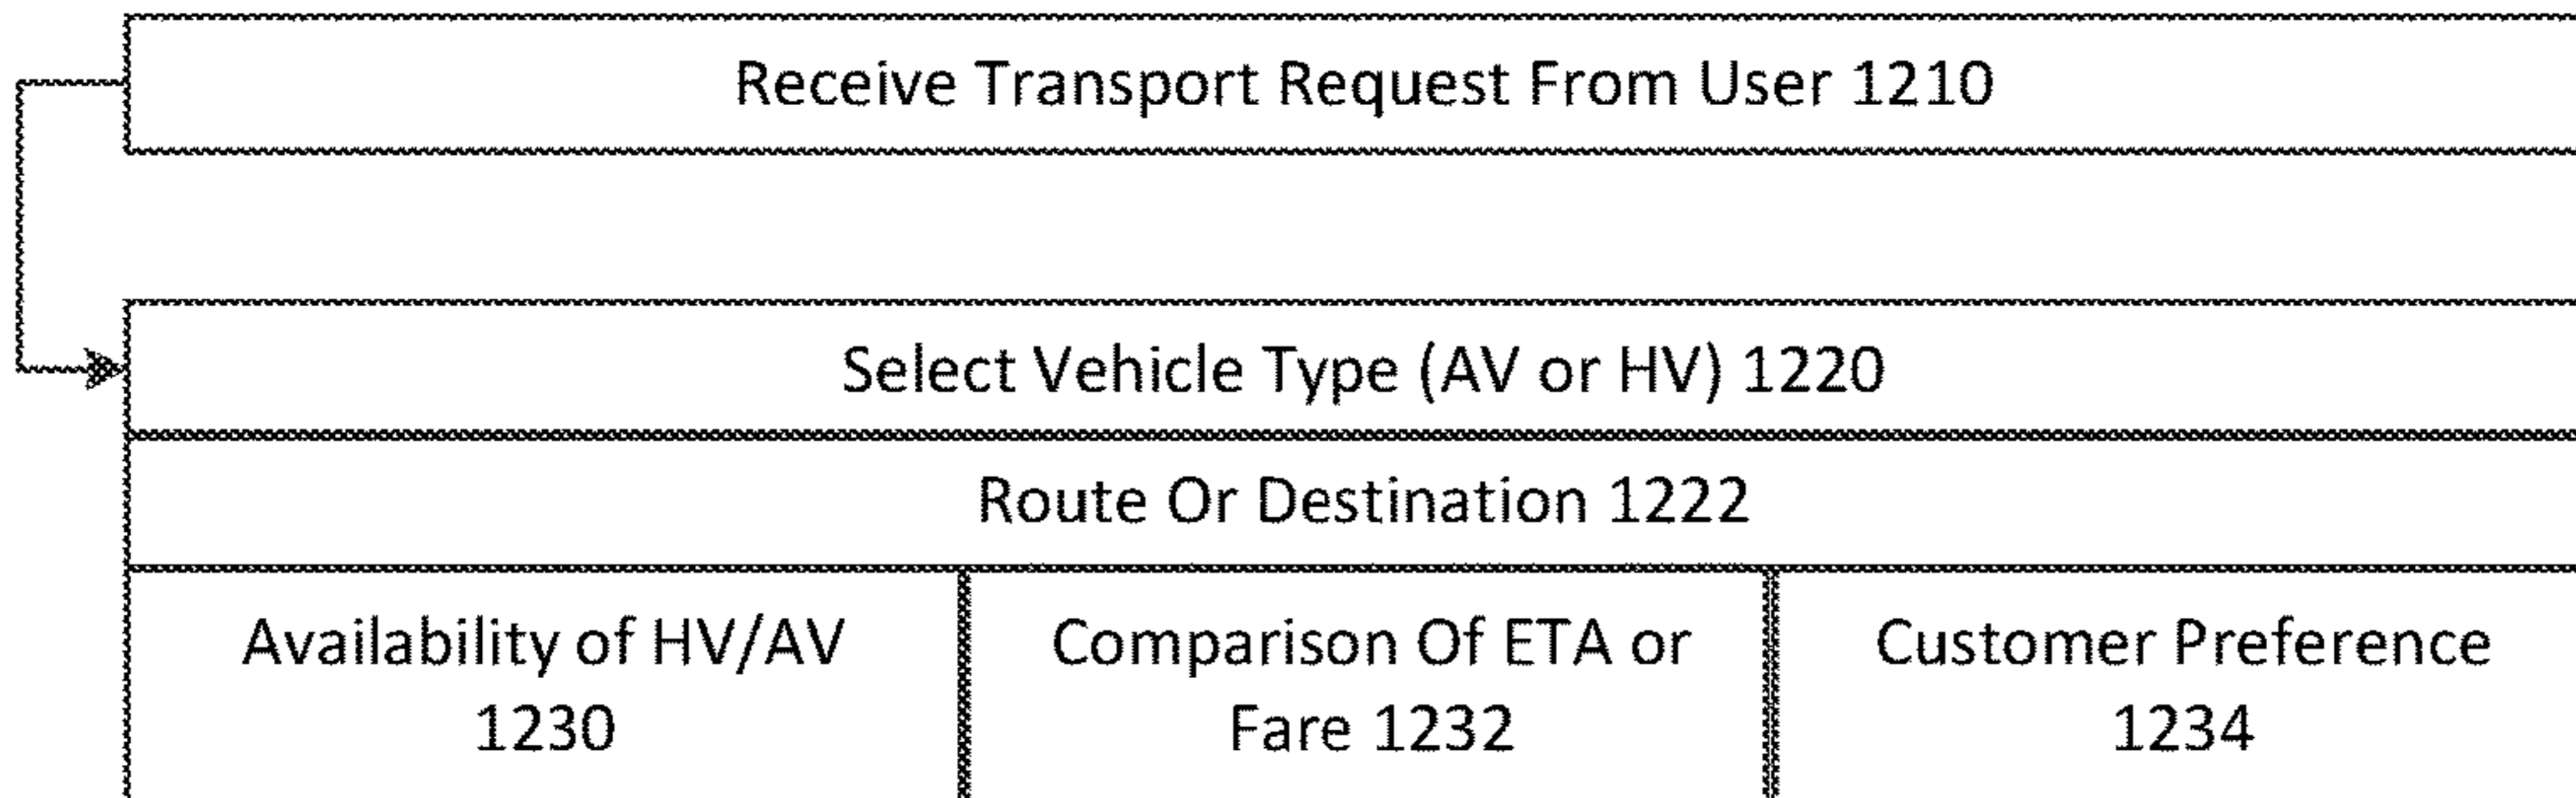 Receive Transport Request From User 1210
Select Vehicle Type (AV or HV) 1220
Route Or Destination 1222
Availability of HV/AV
1230
Comparison Of ETA or
Fare 1232
Customer Preference
1234